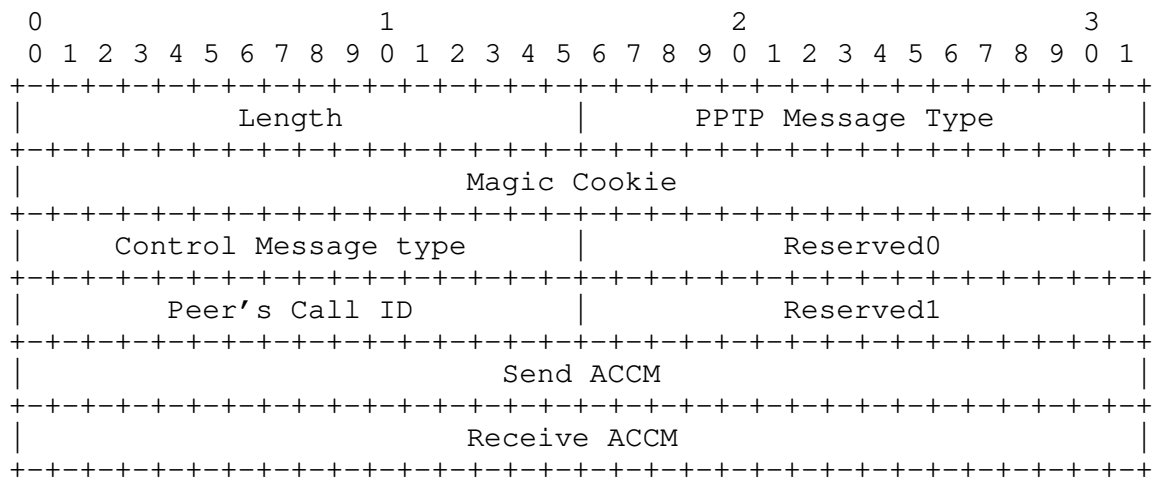 0                   1                   2                   3
 0 1 2 3 4 5 6 7 8 9 0 1 2 3 4 5 6 7 8 9 0 1 2 3 4 5 6 7 8 9 0 1
+-+-+-+-+-+-+-+-+-+-+-+-+-+-+-+-+-+-+-+-+-+-+-+-+-+-+-+-+-+-+-+-+
|            Length             |      PPTP Message Type        |
+-+-+-+-+-+-+-+-+-+-+-+-+-+-+-+-+-+-+-+-+-+-+-+-+-+-+-+-+-+-+-+-+
|                         Magic Cookie                          |
+-+-+-+-+-+-+-+-+-+-+-+-+-+-+-+-+-+-+-+-+-+-+-+-+-+-+-+-+-+-+-+-+
|     Control Message type      |           Reserved0           |
+-+-+-+-+-+-+-+-+-+-+-+-+-+-+-+-+-+-+-+-+-+-+-+-+-+-+-+-+-+-+-+-+
|        Peer’s Call ID         |           Reserved1           |
+-+-+-+-+-+-+-+-+-+-+-+-+-+-+-+-+-+-+-+-+-+-+-+-+-+-+-+-+-+-+-+-+
|                           Send ACCM                           |
+-+-+-+-+-+-+-+-+-+-+-+-+-+-+-+-+-+-+-+-+-+-+-+-+-+-+-+-+-+-+-+-+
|                         Receive ACCM                          |
+-+-+-+-+-+-+-+-+-+-+-+-+-+-+-+-+-+-+-+-+-+-+-+-+-+-+-+-+-+-+-+-+